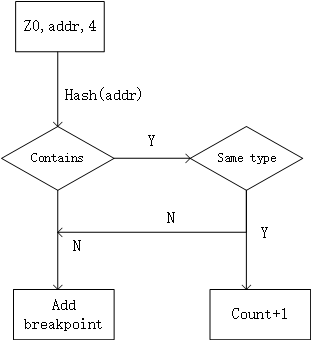 Z0,addr,4
Hash(addr)
Contains
Y
Same type
N
N
Y
Add
breakpoint
Count+1